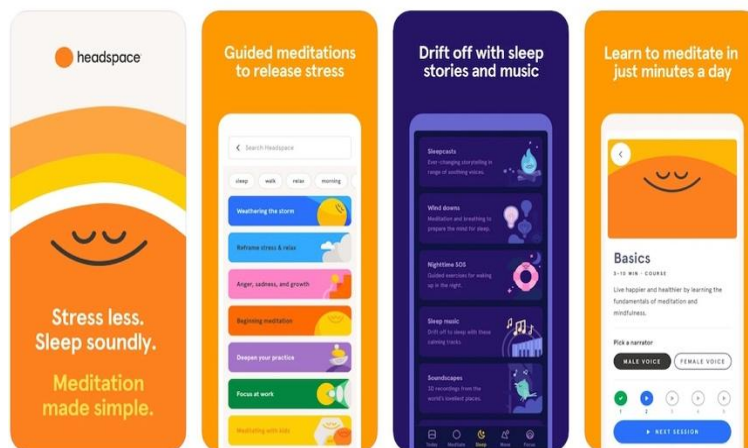 headspace
Stress less.
Sleep soundly.
Meditation
made simple.
Guided meditations
to release stress
Search Headspace
sleep
walk
relax
morning
Weathering the storm
Reframe stress & relax
Anger, sadness, and growth
Beginning meditation
Deepen your practice
Focus at work
Meditating with kids
Drift off with sleep
stories and music
Sleepcasts
Ever-changing storytelling in
range of soothing voices.
Wind downs
Meditation and breathing to
prepare the mind for sleep.
Nighttime SOS
Guided exercises for waking
up in the night.
Sleep music
Drift off to sleep with these
calming tracks.
Soundscapes
3D recordings from the
world's loveliest places.
Today
Meditate
Sleep
Move
Focus
Learn to meditate in
just minutes a day
Basics
3-10 MIN · COURSE
Live happier and healthier by learning the
fundamentals of meditation and
mindfulness.
Pick a narrator
MALE VOICE
FEMALE VOICE
1
2
3
4
5
NEXT SESSION